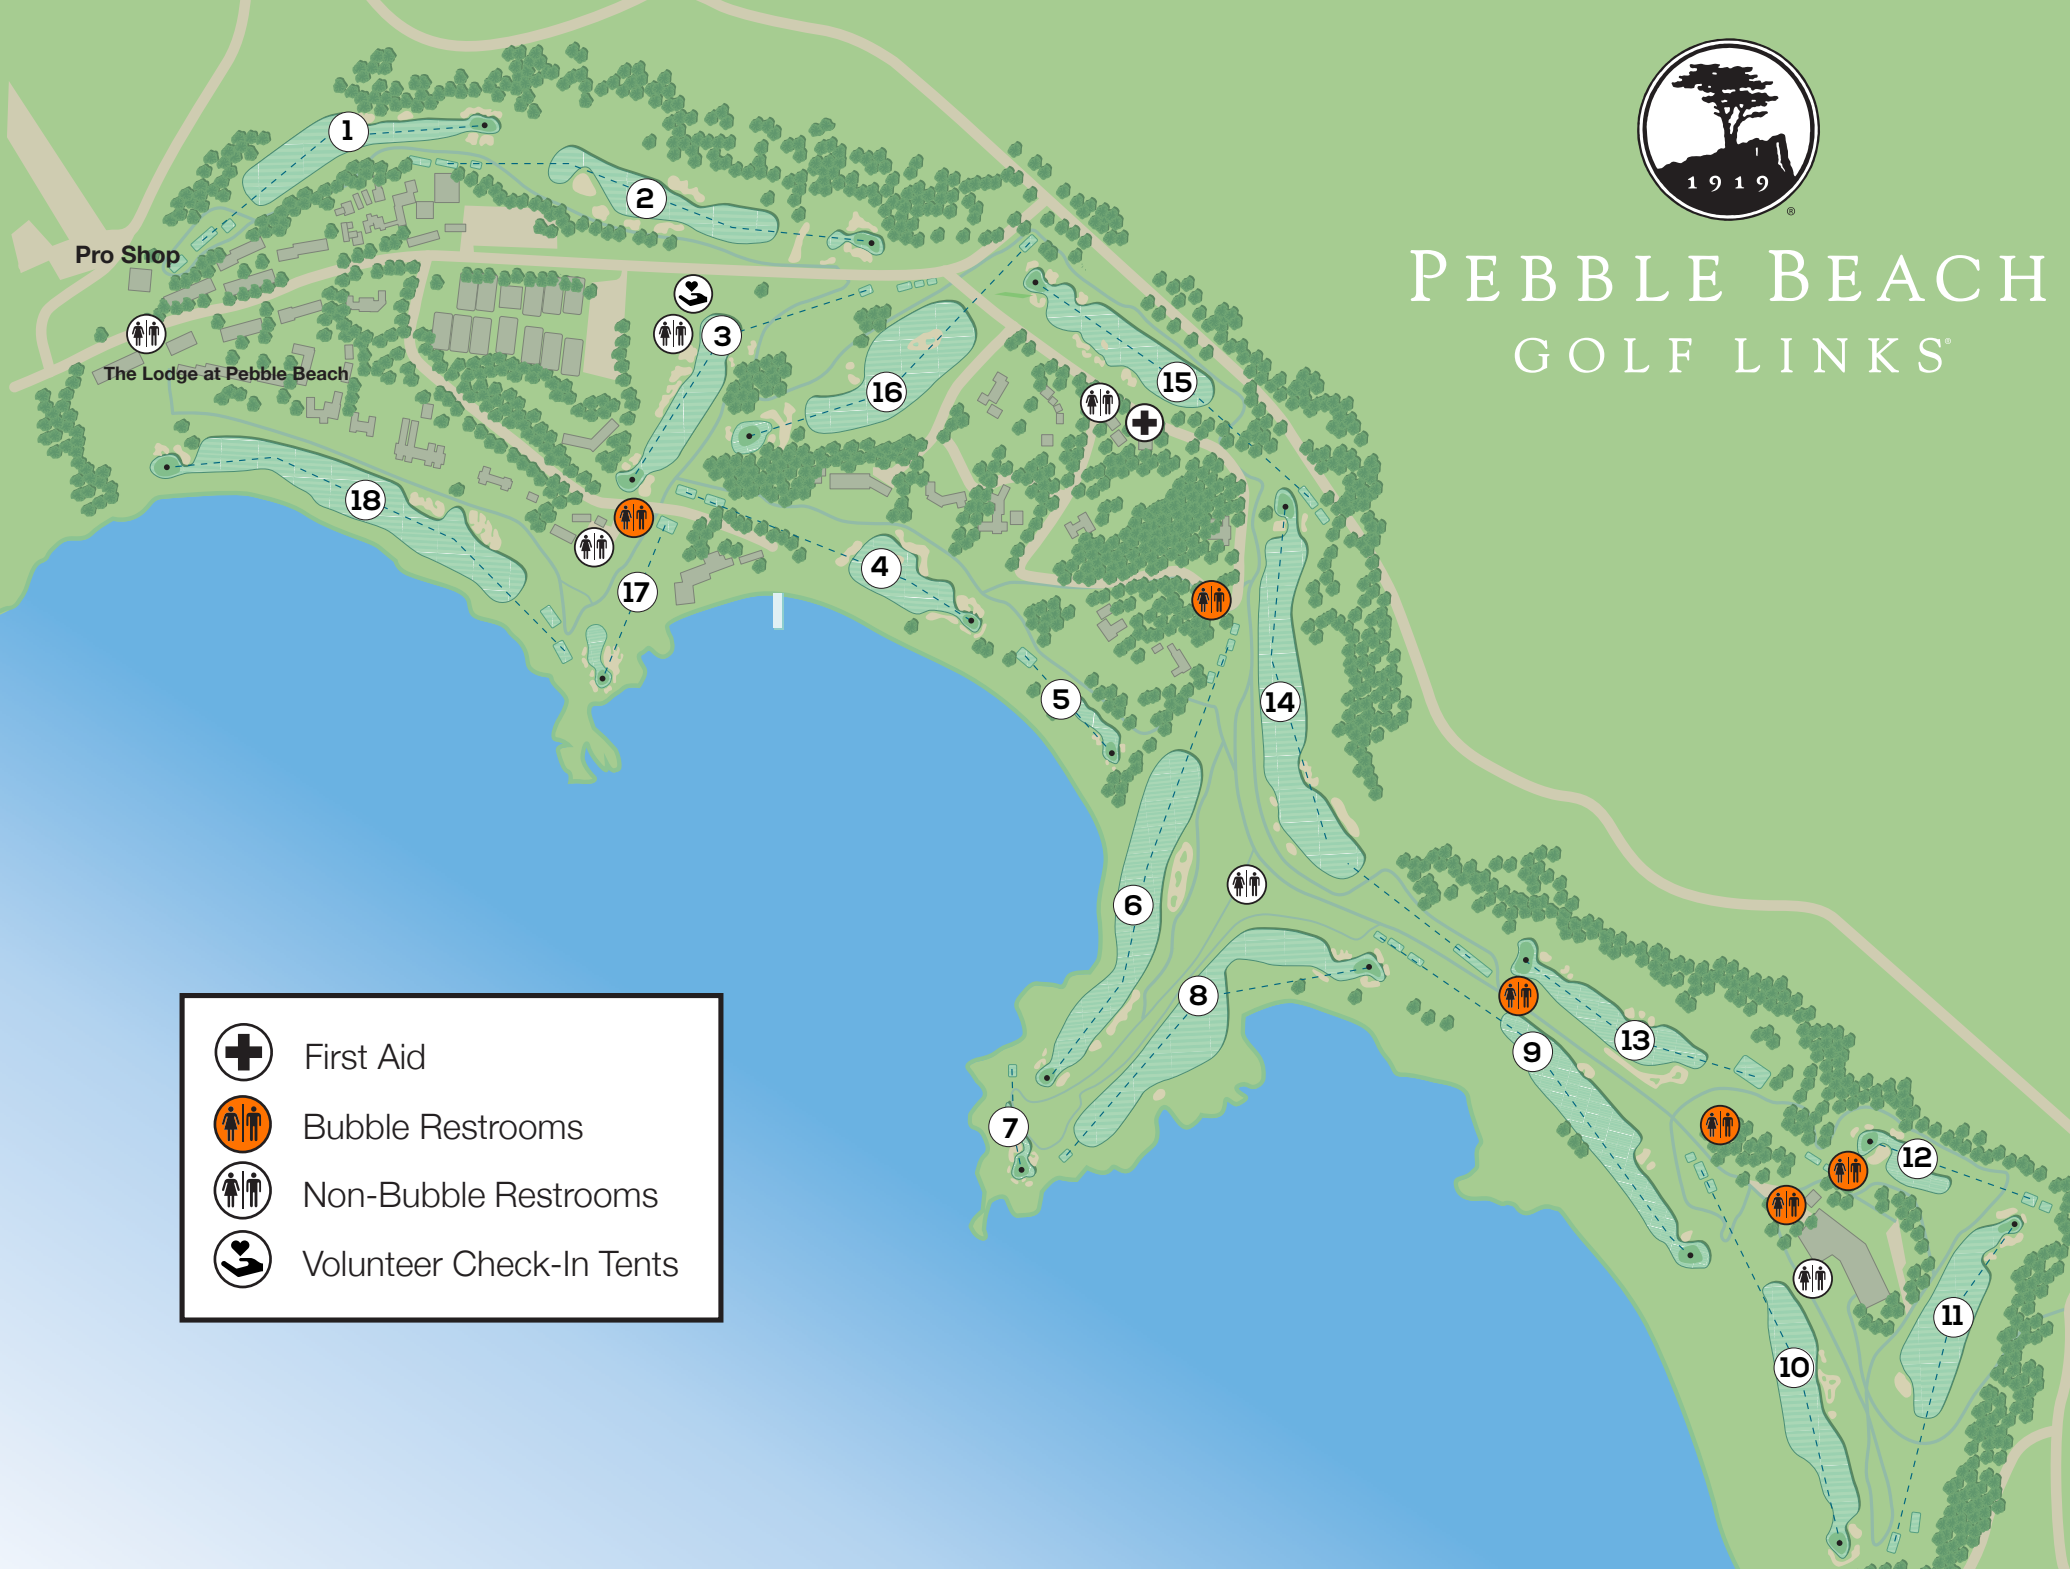 1919
®
PEBBLE BEACH
GOLF LINKS®
1
2
Pro Shop
3
The Lodge at Pebble Beach
16
15
18
4
17
5
14
6
8
7
9
13
12
11
10
First Aid
Bubble Restrooms
Non-Bubble Restrooms
Volunteer Check-In Tents